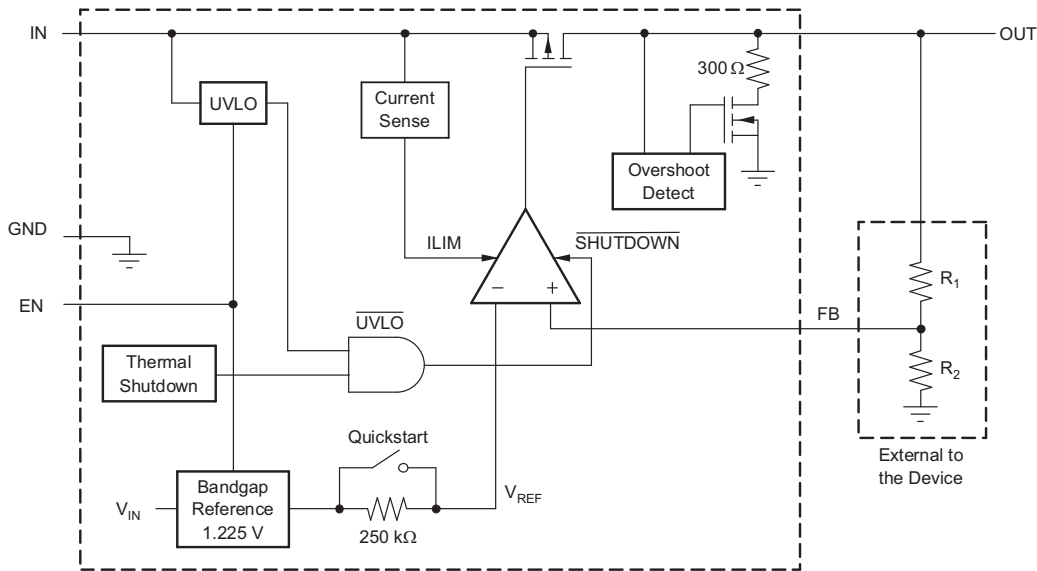 IN
OUT
300 Ω
UVLO
Current
Sense
Overshoot
Detect
GND
ILIM
SHUTDOWN
EN
UVLO
− +
FB
R1
R2
Thermal
Shutdown
Quickstart
External to
the Device
VIN
Bandgap
Reference
1.225 V
250 kΩ
VREF